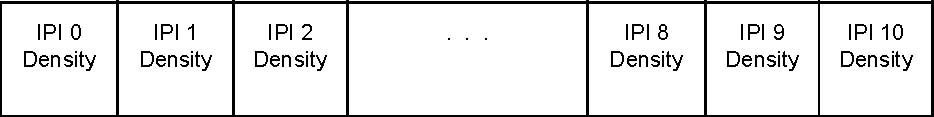 IPI 0 Density
IPI 1 Density
IPI 2 Density
. . .
IPI 8 Density
IPI 9 Density
IPI 10 Density